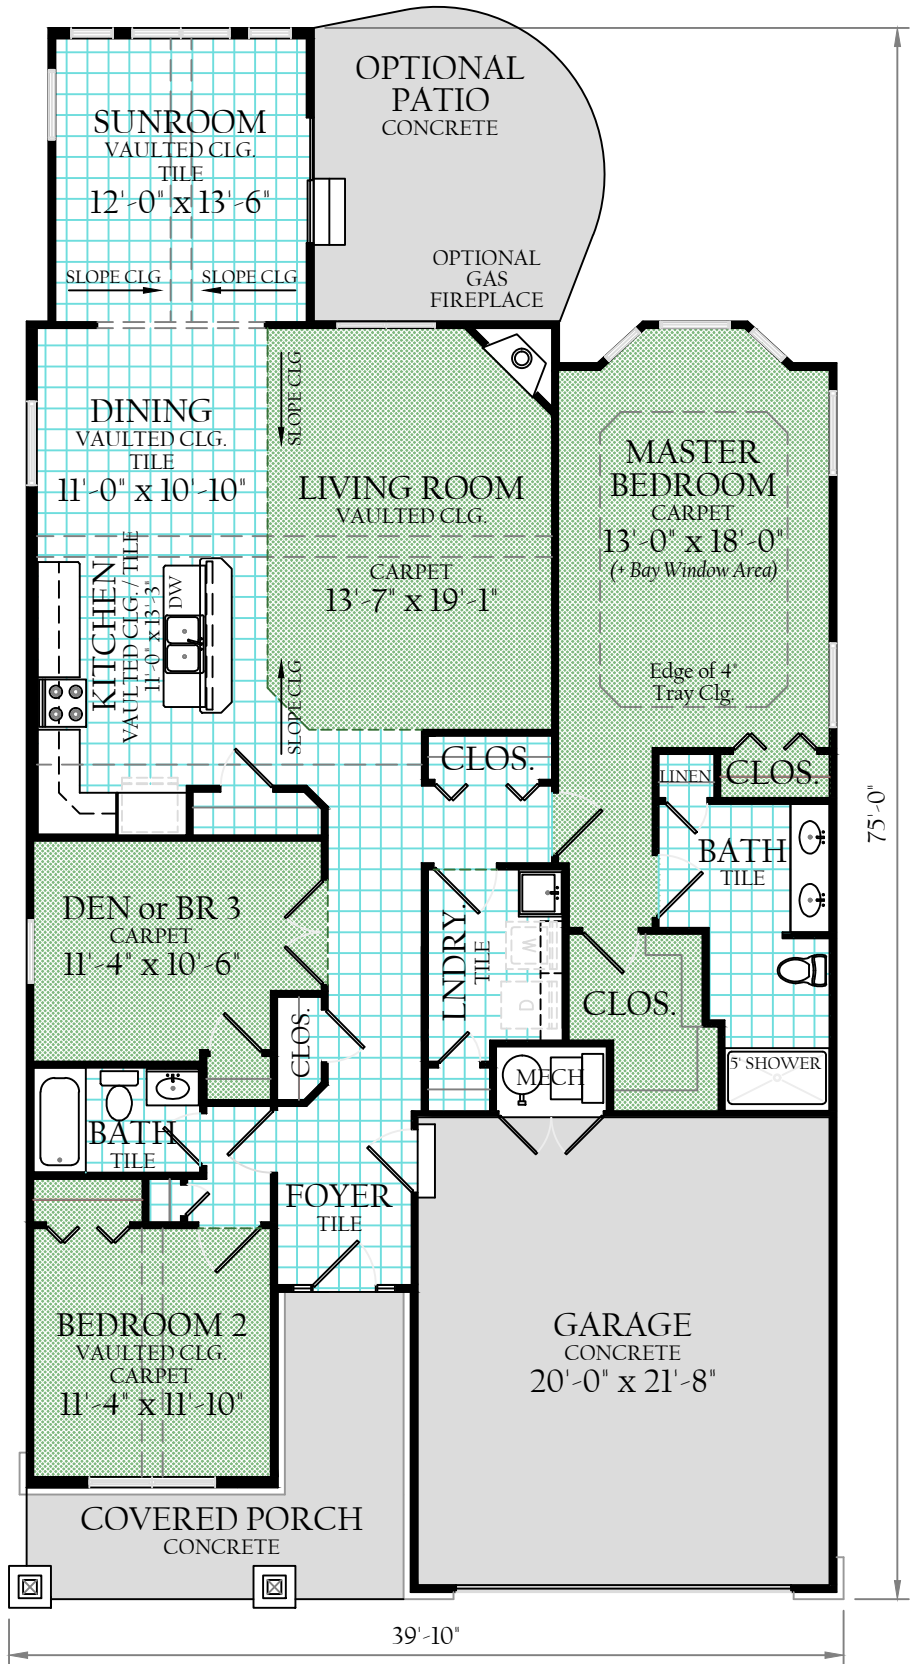 OPTIONAL
PATIO
CONCRETE
SUNROOM
VAULTED CLG.
TILE
12'-0" x 13'-6"
SLOPE CLG
SLOPE CLG
OPTIONAL
GAS
FIREPLACE
DINING
VAULTED CLG.
TILE
11'-0" x 10'-10"
SLOPE CLG
LIVING ROOM
VAULTED CLG.
CARPET
13'-7" x 19'-1"
SLOPE CLG
MASTER
BEDROOM
CARPET
13'-0" x 18'-0"
(+ Bay Window Area)
Edge of 4"
Tray Clg.
KITCHEN
VAULTED CLG. / TILE
11'-0" x 13'-3"
DW
CLOS.
LINEN
CLOS.
75'-0"
BATH
TILE
DEN or BR 3
CARPET
11'-4" x 10'-6"
LNDRY.
TILE
W
D
CLOS.
CLOS.
MECH
5' SHOWER
BATH
TILE
FOYER
TILE
BEDROOM 2
VAULTED CLG.
CARPET
11'-4" x 11'-10"
GARAGE
CONCRETE
20'-0" x 21'-8"
COVERED PORCH
CONCRETE
39'-10"